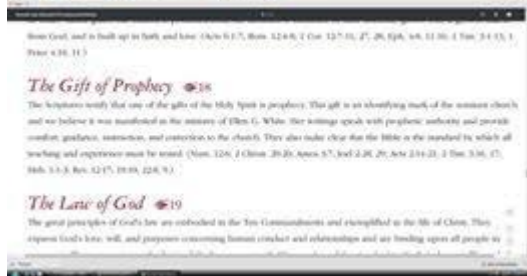 from God, and is built up in faith and love. (Acts 6:1-7; Rom. 12:4-8; 1 Cor. 12:7-11, 27, 28; Eph. 4:8, 11-16; 1 Tim. 3:1-13; 1
Peter 4:10, 11.)
The Gift of Prophecy 18
The Scriptures testify that one of the gifts of the Holy Spirit is prophecy. This gift is an identifying mark of the remnant church
and we believe it was manifested in the ministry of Ellen G. White. Her writings speak with prophetic authority and provide
comfort, guidance, instruction, and correction to the church. They also make clear that the Bible is the standard by which all
teaching and experience must be tested. (Num. 12:6; 2 Chron. 20:20; Amos 3:7; Joel 2:28, 29; Acts 2:14-21; 2 Tim. 3:16, 17;
Heb. 1:1-3; Rev. 12:17; 19:10; 22:8, 9.)
The Law of God 19
The great principles of God's law are embodied in the Ten Commandments and exemplified in the life of Christ. They
express God's love, will, and purposes concerning human conduct and relationships and are binding upon all people in